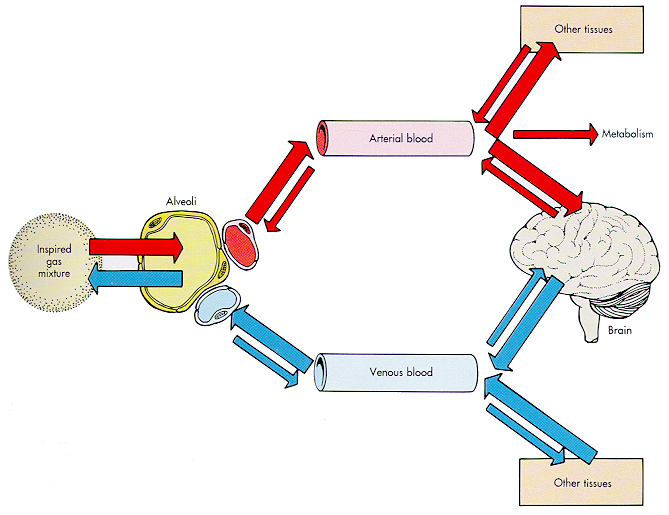 Other tissues
Arterial blood
Metabolism
Alveoli
Inspired
gas
mixture
Brain
Venous blood
Other tissues